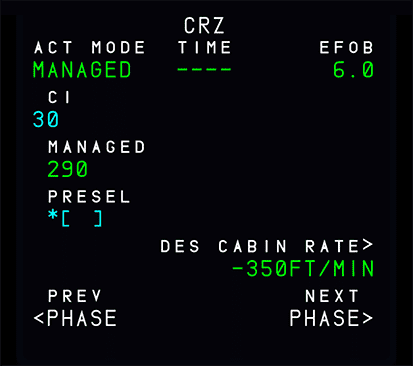 CRZ
ACT MODE TIME EFOB
MANAGED ---- 6.0
CI
30
MANAGED
290
PRESEL
*[ ]
DES CABIN RATE>
-350FT/MIN
PREV NEXT
<PHASE PHASE>